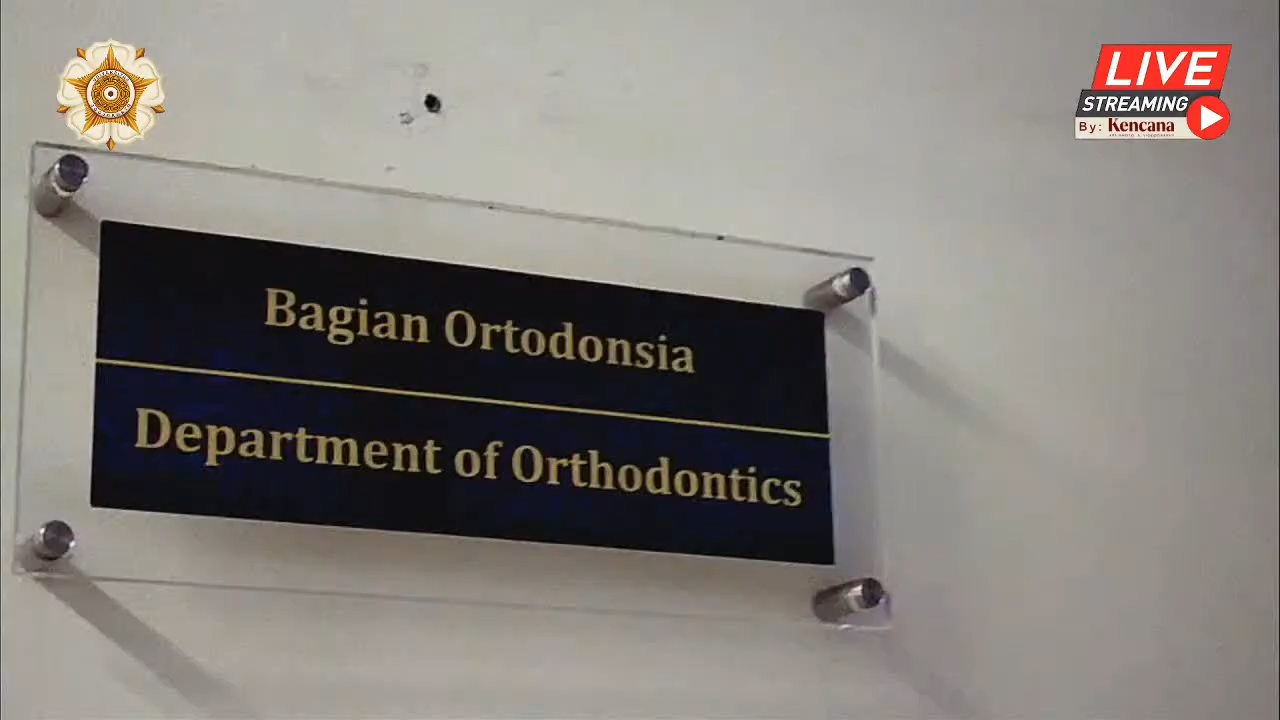 LIVE
STREAMING
By: Kencana
Bagian Ortodonsia
Department of Orthodontics